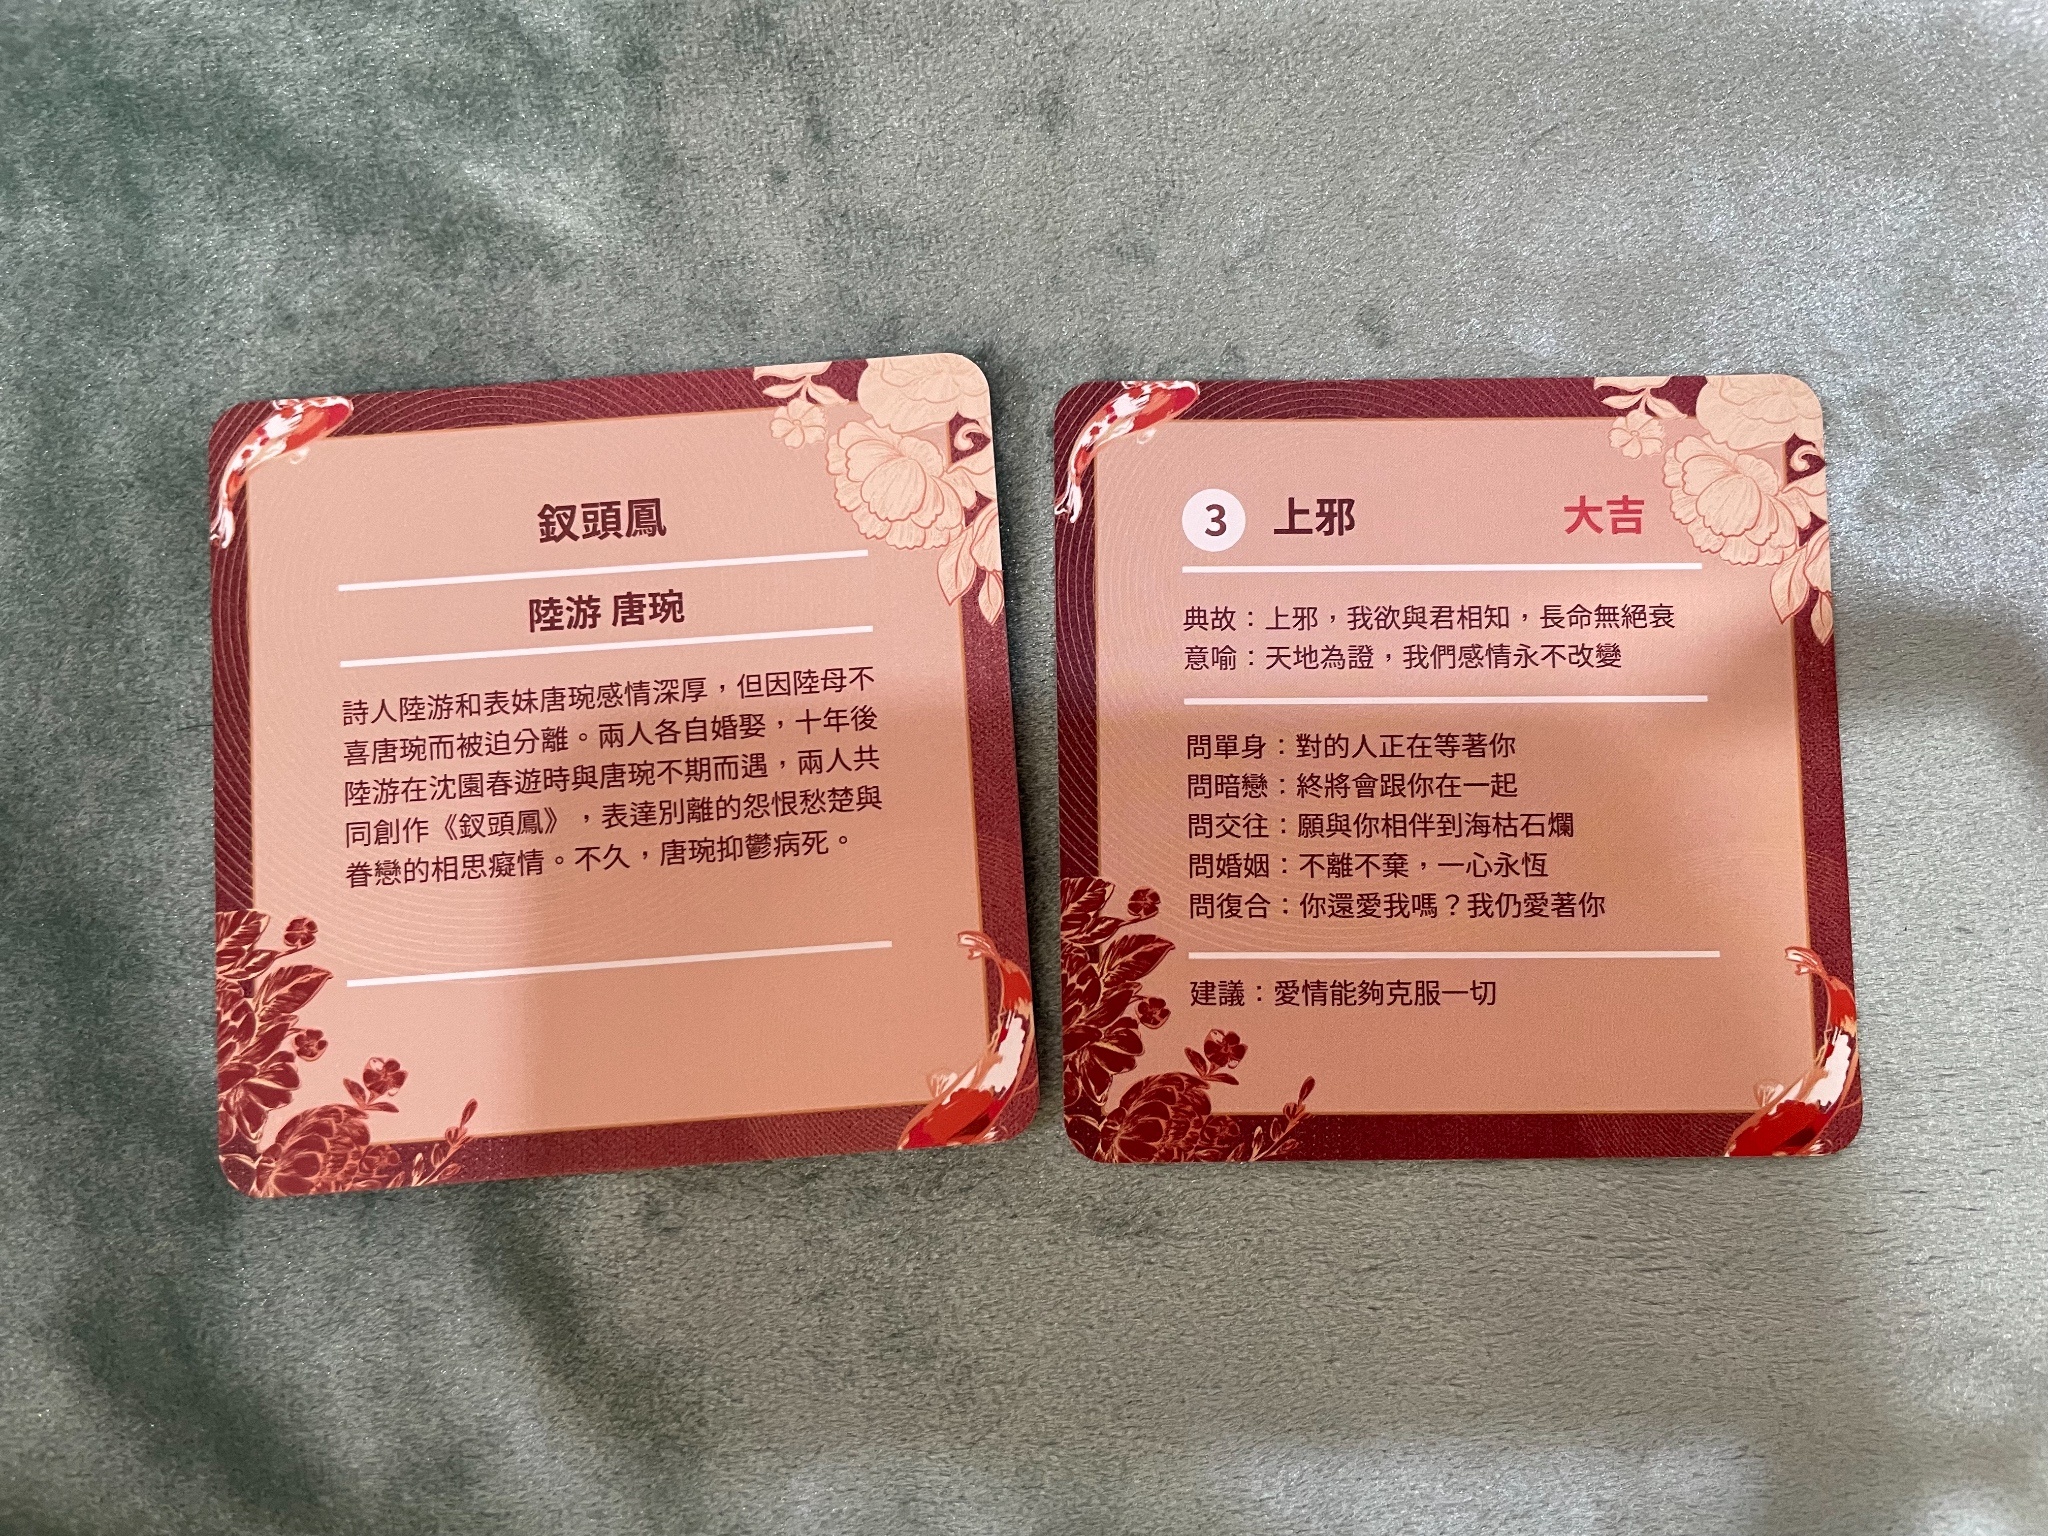 釵頭鳳
陸游 唐琬
詩人陸游和表妹唐琬感情深厚，但因陸母不
喜唐琬而被迫分離。兩人各自婚娶，十年後
陸游在沈園春遊時與唐琬不期而遇，兩人共
同創作《釵頭鳳》，表達別離的怨恨愁楚與
眷戀的相思癡情。不久，唐琬抑鬱病死。
3 上邪 大吉
典故：上邪，我欲與君相知，長命無絕衰
意喻：天地為證，我們感情永不改變
問單身：對的人正在等著你
問暗戀：終將會跟你在一起
問交往：願與你相伴到海枯石爛
問婚姻：不離不棄，一心永恆
問復合：你還愛我嗎？我仍愛著你
建議：愛情能夠克服一切